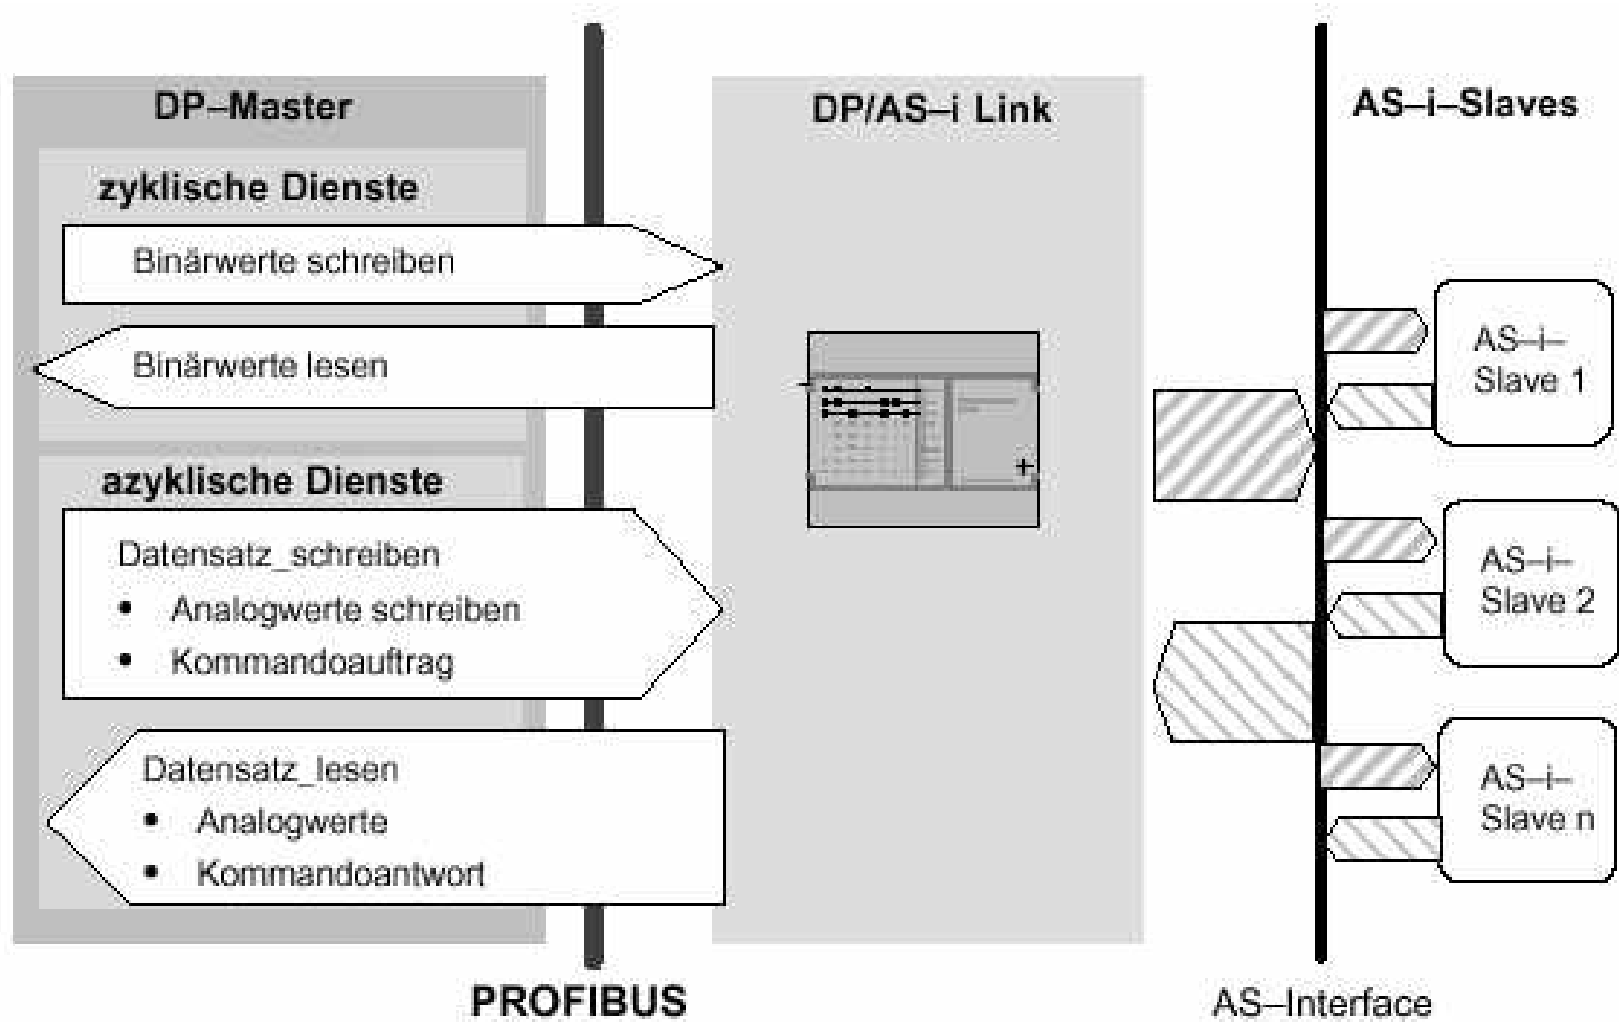 DP–Master
zyklische Dienste
Binärwerte schreiben
Binärwerte lesen
azyklische Dienste
Datensatz_schreiben
• Analogwerte schreiben
• Kommandoauftrag
Datensatz_lesen
• Analogwerte
• Kommandoantwort
PROFIBUS
DP/AS–i Link
AS–i–Slaves
AS–i–
Slave 1
AS–i–
Slave 2
AS–i–
Slave n
AS–Interface